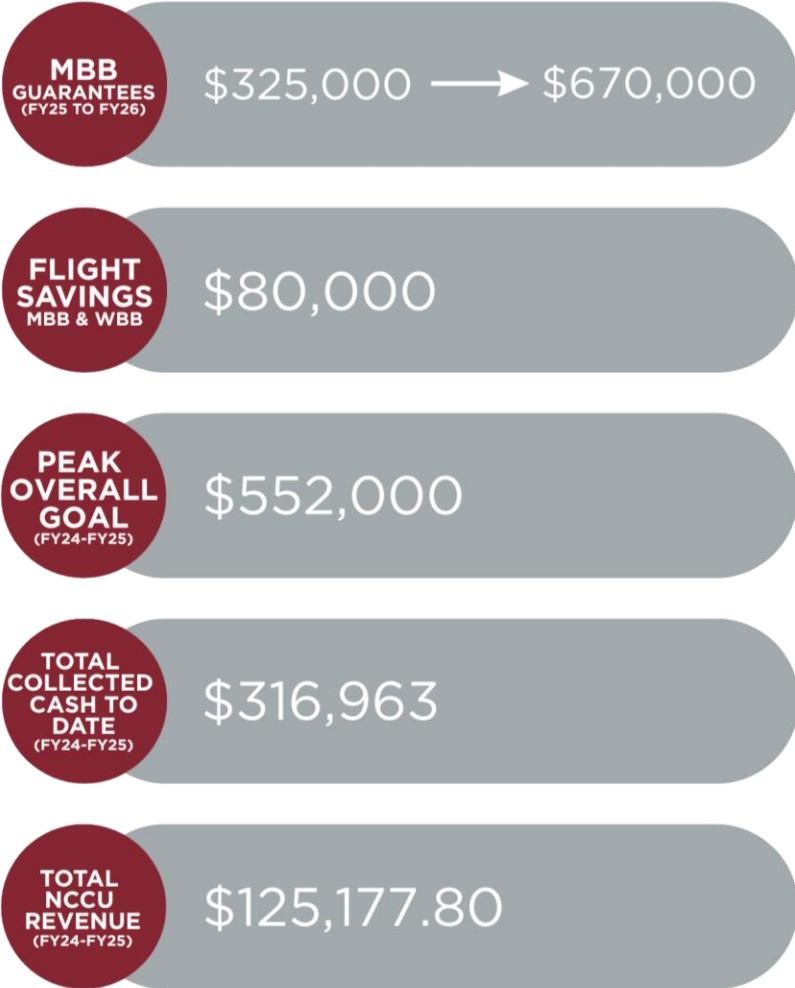 MBB
GUARANTEES
(FY25 TO FY26)
$325,000 → $670,000
FLIGHT
SAVINGS
MBB & WBB
$80,000
PEAK
OVERALL
GOAL
(FY24-FY25)
$552,000
TOTAL
COLLECTED
CASH TO
DATE
(FY24-FY25)
$316,963
TOTAL
NCCU
REVENUE
(FY24-FY25)
$125,177.80